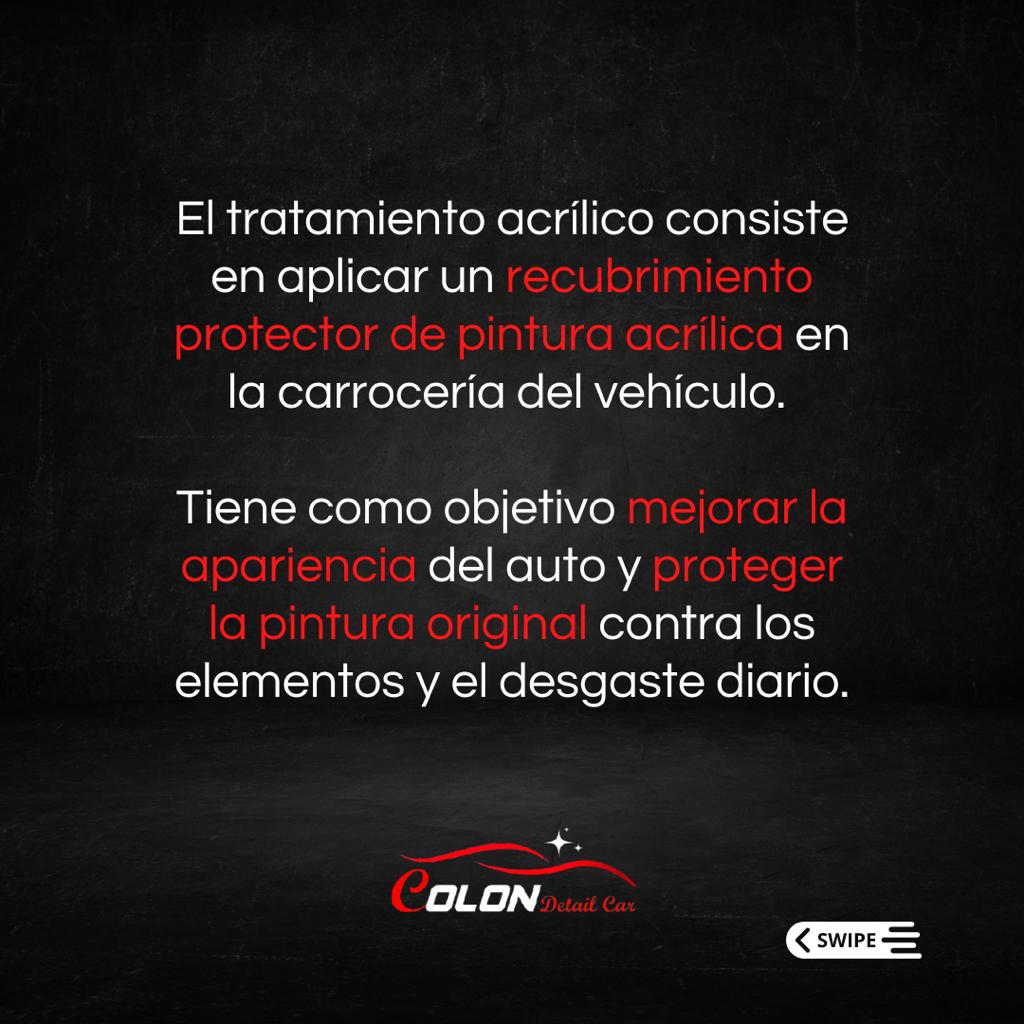 El tratamiento acrílico consiste
en aplicar un recubrimiento
protector de pintura acrílica en
la carrocería del vehículo.
Tiene como objetivo mejorar la
apariencia del auto y proteger
la pintura original contra los
elementos y el desgaste diario.
COLON Detail Car
SWIPE